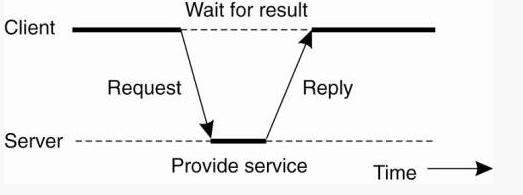 Wait for result
Client
Request
Reply
Server
Provide service
Time